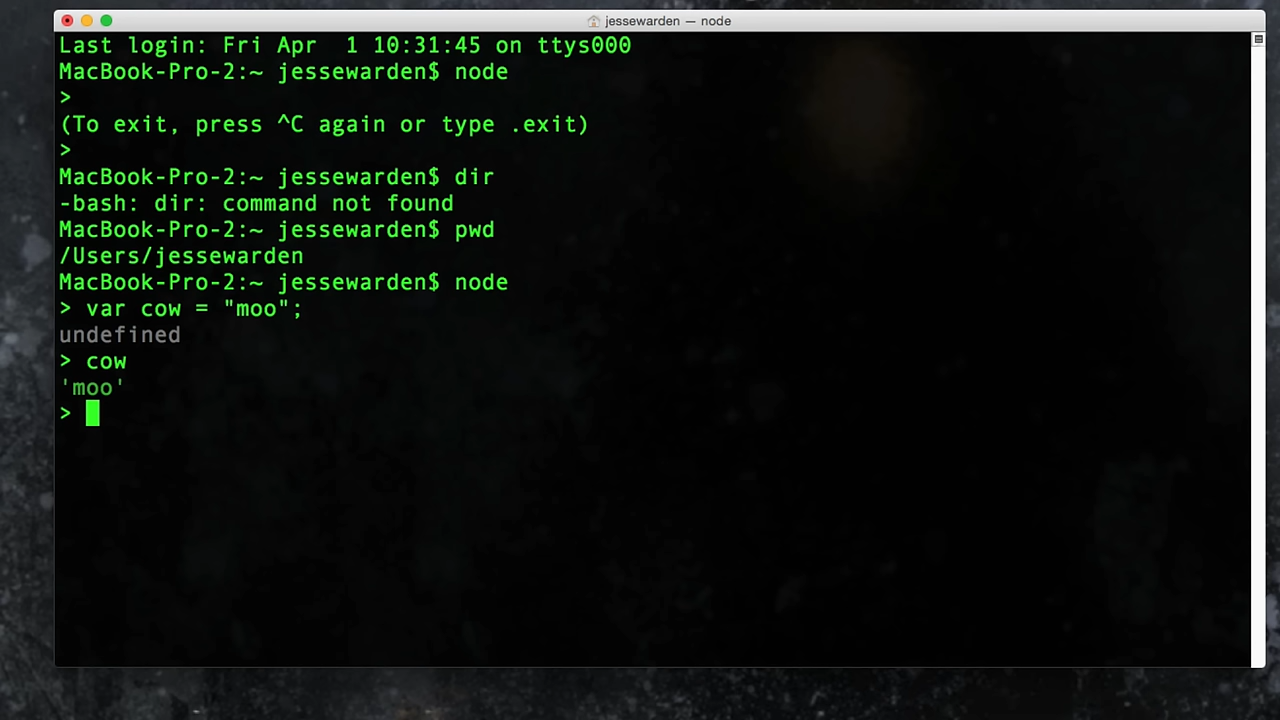 jessewarden — node
Last login: Fri Apr  1 10:31:45 on ttys000
MacBook-Pro-2:~ jessewarden$ node
>
(To exit, press ^C again or type .exit)
>
MacBook-Pro-2:~ jessewarden$ dir
-bash: dir: command not found
MacBook-Pro-2:~ jessewarden$ pwd
/Users/jessewarden
MacBook-Pro-2:~ jessewarden$ node
> var cow = "moo";
undefined
> cow
'moo'
>